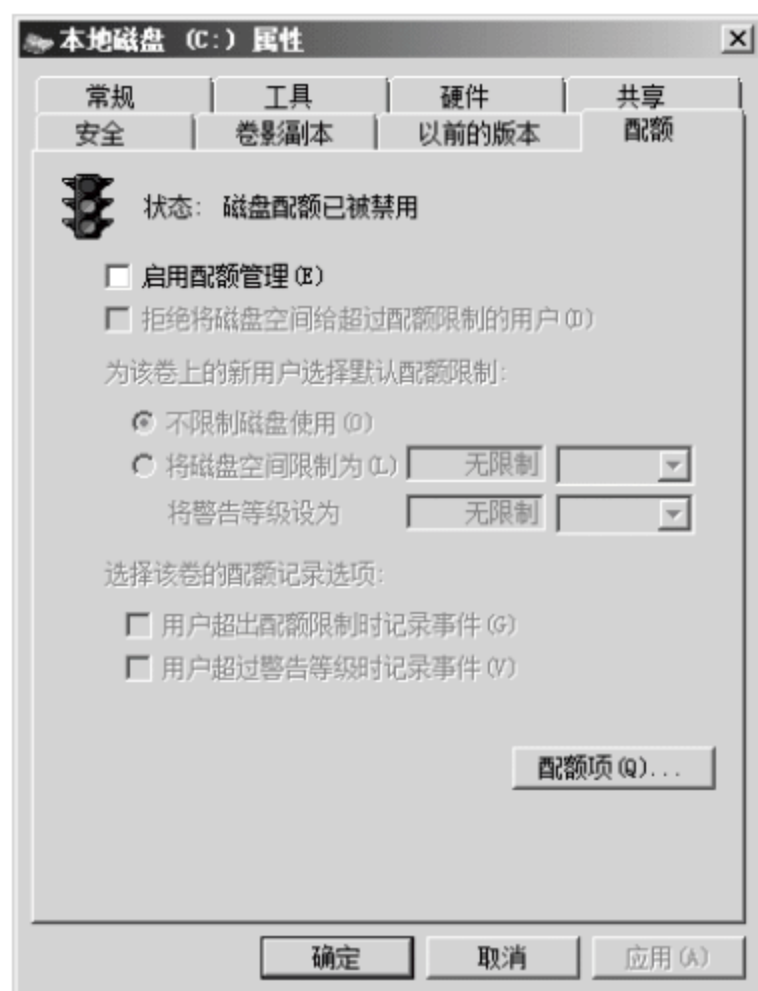 本地磁盘 (C:) 属性
常规 工具 硬件 共享
安全 卷影副本 以前的版本 配额
状态: 磁盘配额已被禁用
启用配额管理(E)
拒绝将磁盘空间给超过配额限制的用户(D)
为该卷上的新用户选择默认配额限制:
不限制磁盘使用(O)
将磁盘空间限制为(L) 无限制
将警告等级设为 无限制
选择该卷的配额记录选项:
用户超出配额限制时记录事件(G)
用户超过警告等级时记录事件(V)
配额项(Q)...
确定 取消 应用(A)